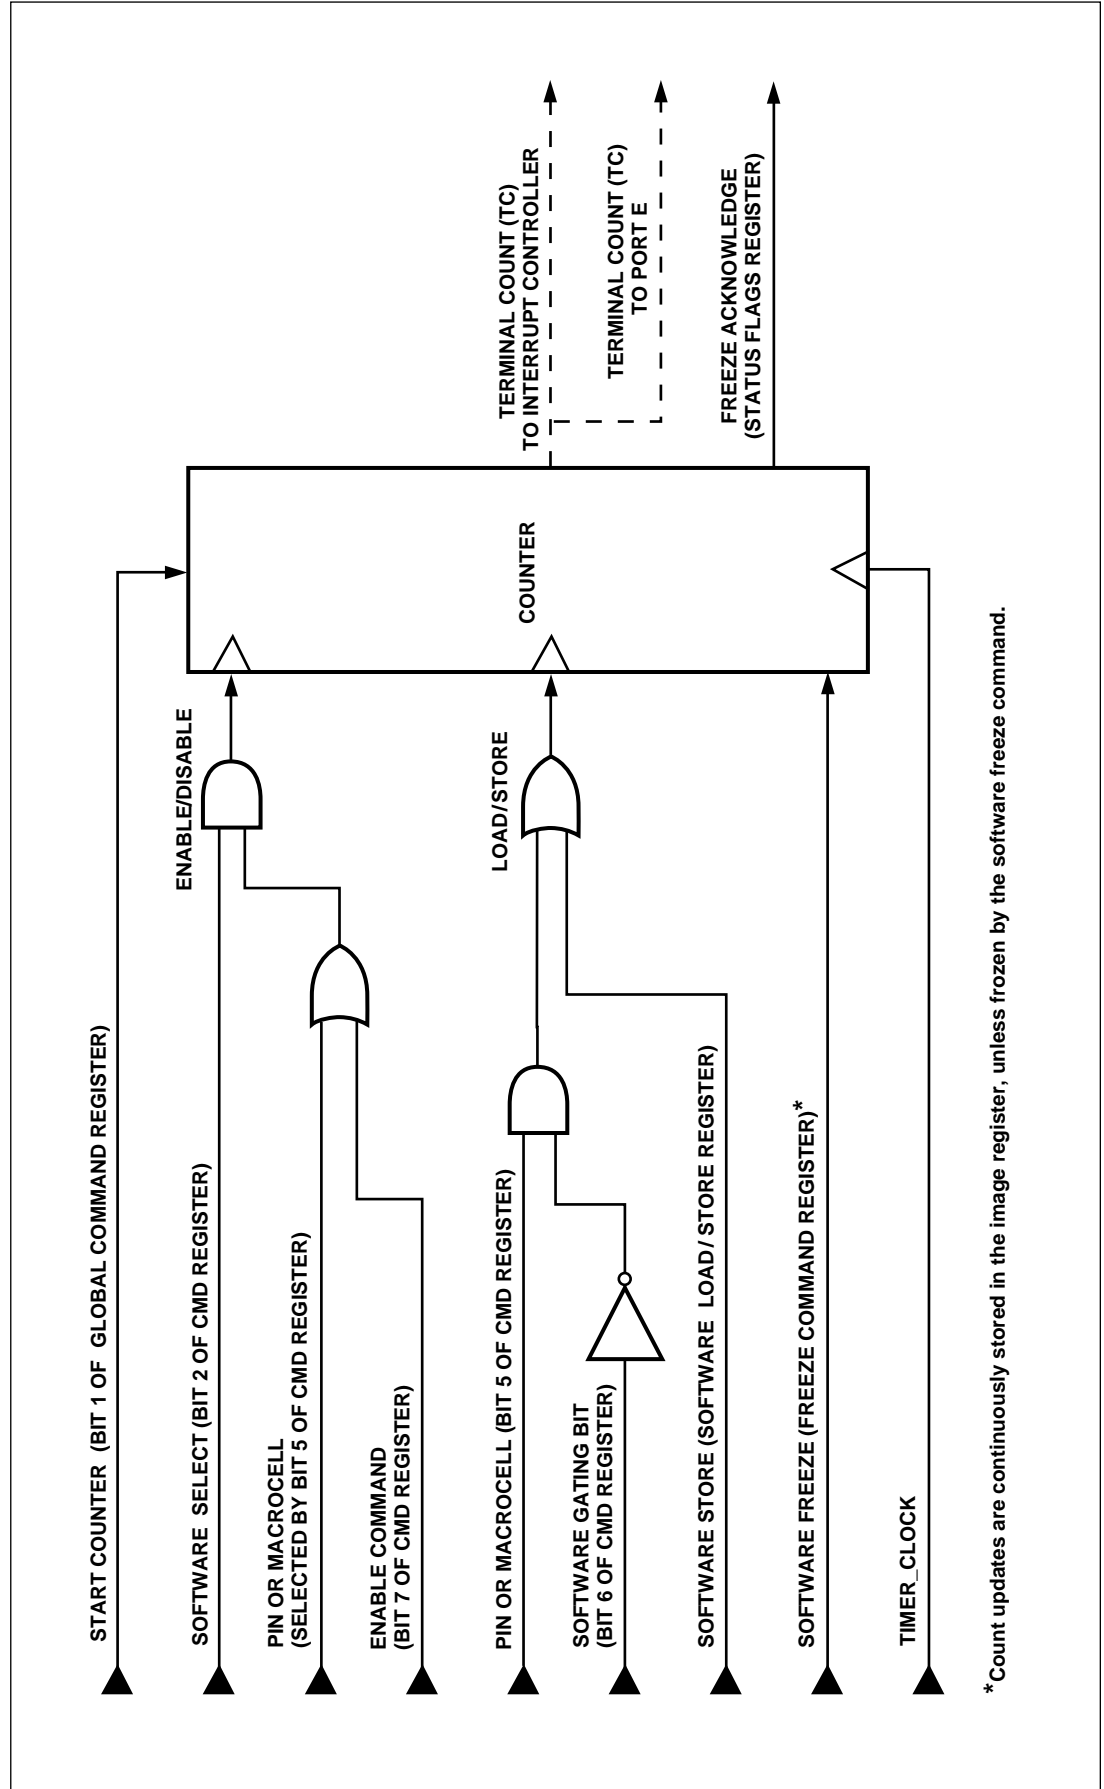 START COUNTER (BIT 1 OF GLOBAL COMMAND REGISTER)
SOFTWARE SELECT (BIT 2 OF CMD REGISTER)
PIN OR MACROCELL
(SELECTED BY BIT 5 OF CMD REGISTER)
ENABLE COMMAND
(BIT 7 OF CMD REGISTER)
PIN OR MACROCELL (BIT 5 OF CMD REGISTER)
SOFTWARE GATING BIT
(BIT 6 OF CMD REGISTER)
SOFTWARE STORE (SOFTWARE LOAD/ STORE REGISTER)
SOFTWARE FREEZE (FREEZE COMMAND REGISTER)*
TIMER_CLOCK
ENABLE/DISABLE
LOAD/STORE
COUNTER
TERMINAL COUNT (TC)
TO INTERRUPT CONTROLLER
TERMINAL COUNT (TC)
TO PORT E
FREEZE ACKNOWLEDGE
(STATUS FLAGS REGISTER)
*Count updates are continuously stored in the image register, unless frozen by the software freeze command.